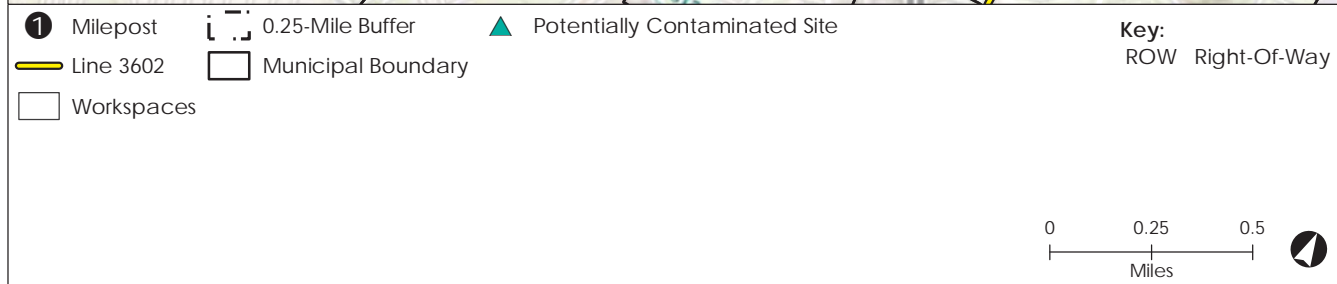 1 Milepost
0.25-Mile Buffer
Potentially Contaminated Site
Line 3602
Municipal Boundary
Workspaces
Key:
ROW Right-Of-Way
0 0.25 0.5
Miles